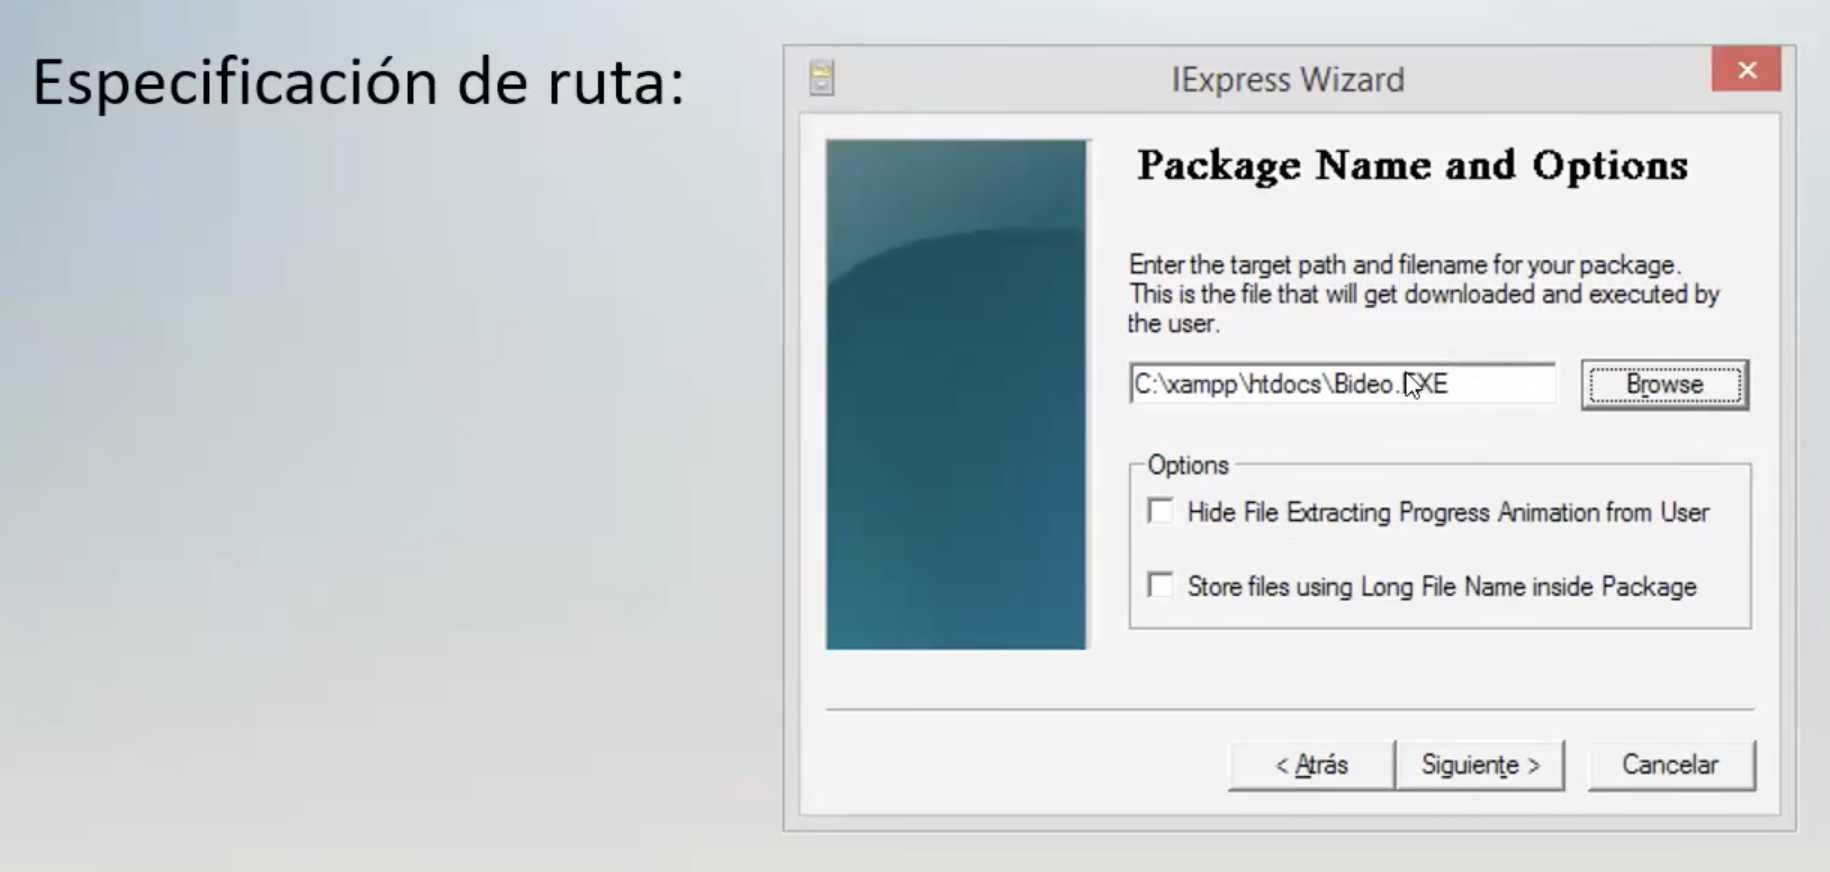 Especificación de ruta:
IExpress Wizard
Package Name and Options
Enter the target path and filename for your package.
This is the file that will get downloaded and executed by
the user.
C:\xampp\htdocs\Bideo.EXE
Browse
Options
Hide File Extracting Progress Animation from User
Store files using Long File Name inside Package
< Atrás
Siguiente >
Cancelar